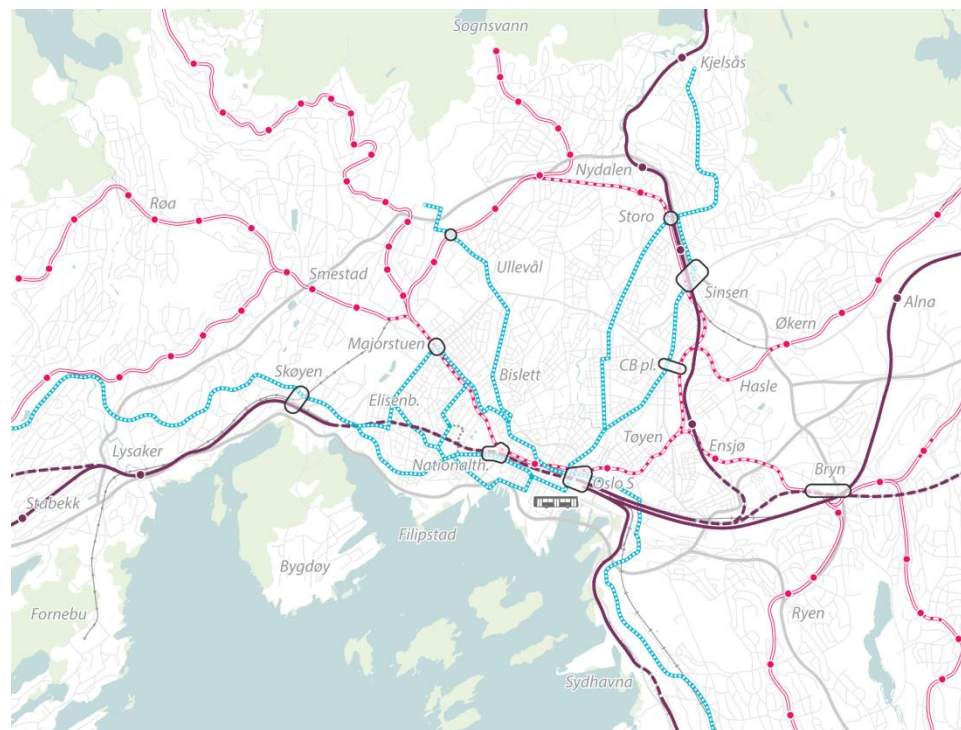 Sognsvann
Kjelsås
Nydalen
Røa
Storo
Ullevål
Smestad
Sinsen
Alna
Økern
Majorstuen
Skøyen
CB pl.
Bislett
Hasle
Elisenb.
Tøyen
Ensjø
Lysaker
Nationalth.
Bryn
Oslo S
Stabekk
Filipstad
Bygdøy
Fornebu
Ryen
Sydhavna